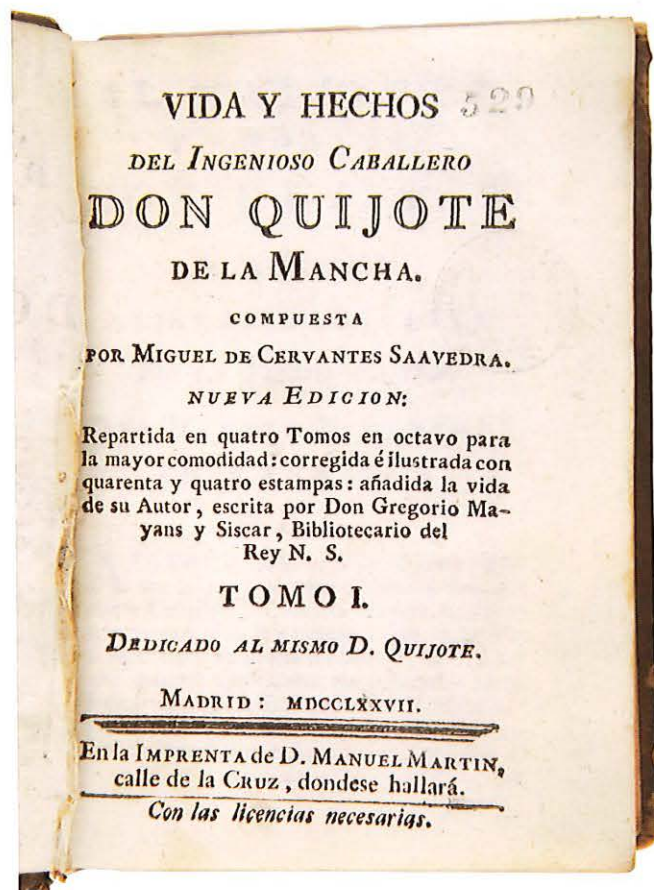 VIDA Y HECHOS 529
DEL INGENIOSO CABALLERO
DON QUIJOTE
DE LA MANCHA.
COMPUESTA
POR MIGUEL DE CERVANTES SAAVEDRA.
NUEVA EDICION:
Repartida en quatro Tomos en octavo para
la mayor comodidad: corregida é ilustrada con
quarenta y quatro estampas: añadida la vida
de su Autor, escrita por Don Gregorio Ma-
yans y Siscar, Bibliotecario del
Rey N. S.
TOMO I.
DEDICADO AL MISMO D. QUIJOTE.
MADRID: MDCCLXXVII.
En la IMPRENTA de D. MANUEL MARTIN,
calle de la CRUZ, dondese hallará.
Con las licencias necesarias.